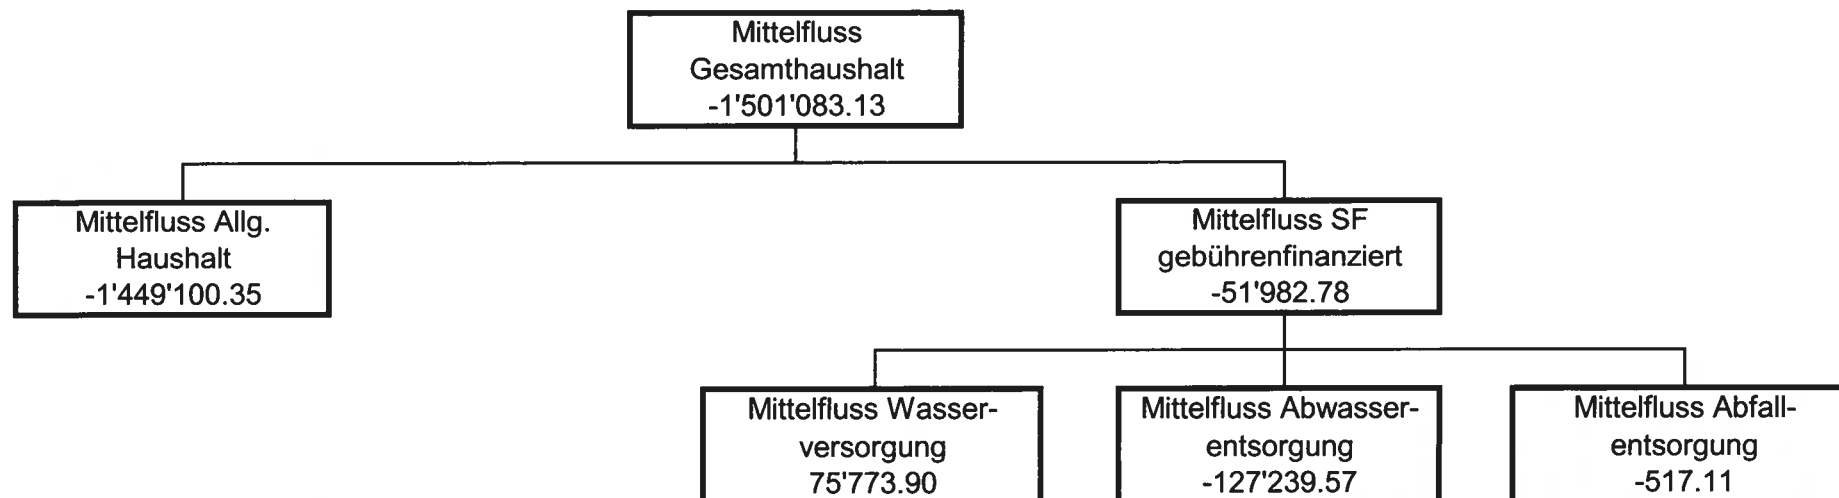 Mittelfluss
Gesamthaushalt
-1'501'083.13
Mittelfluss Allg.
Haushalt
-1'449'100.35
Mittelfluss SF
gebührenfinanziert
-51'982.78
Mittelfluss Wasser-
versorgung
75'773.90
Mittelfluss Abwasser-
entsorgung
-127'239.57
Mittelfluss Abfall-
entsorgung
-517.11